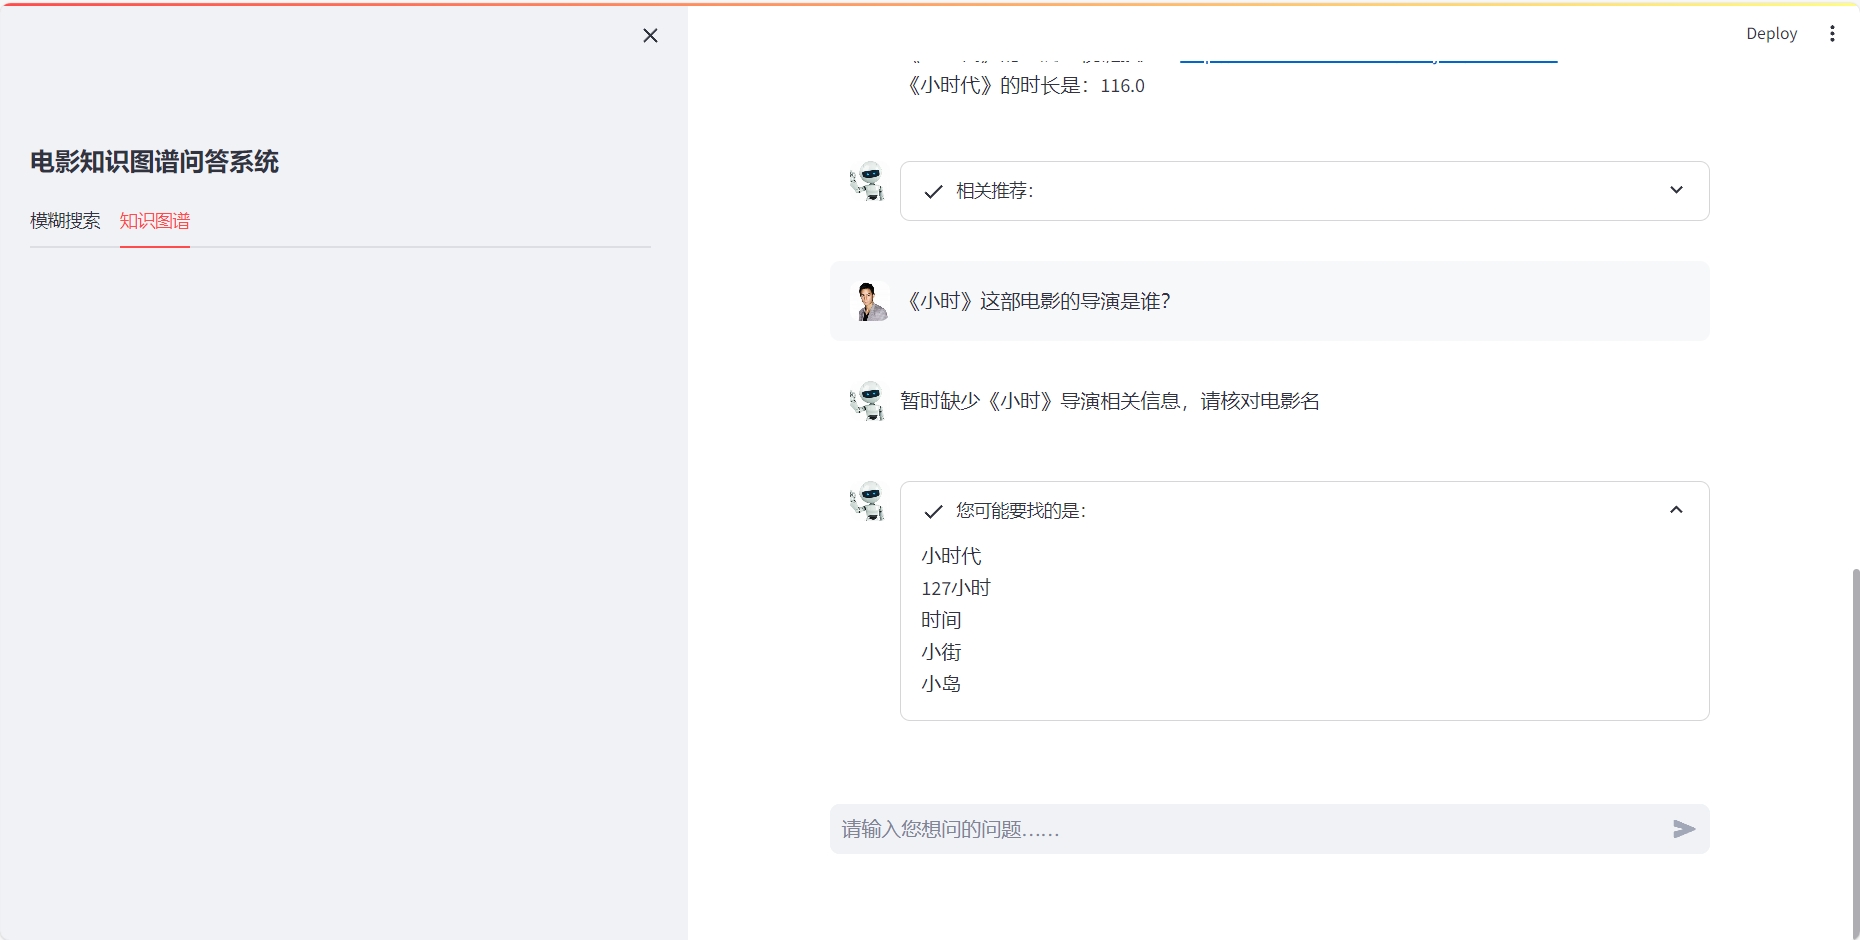 Deploy
电影知识图谱问答系统
模糊搜索 知识图谱
《小时代》的时长是：116.0
相关推荐：
《小时》这部电影的导演是谁？
暂时缺少《小时》导演相关信息，请核对电影名
您可能要找的是：
小时代
127小时
时间
小街
小岛
请输入您想问的问题……